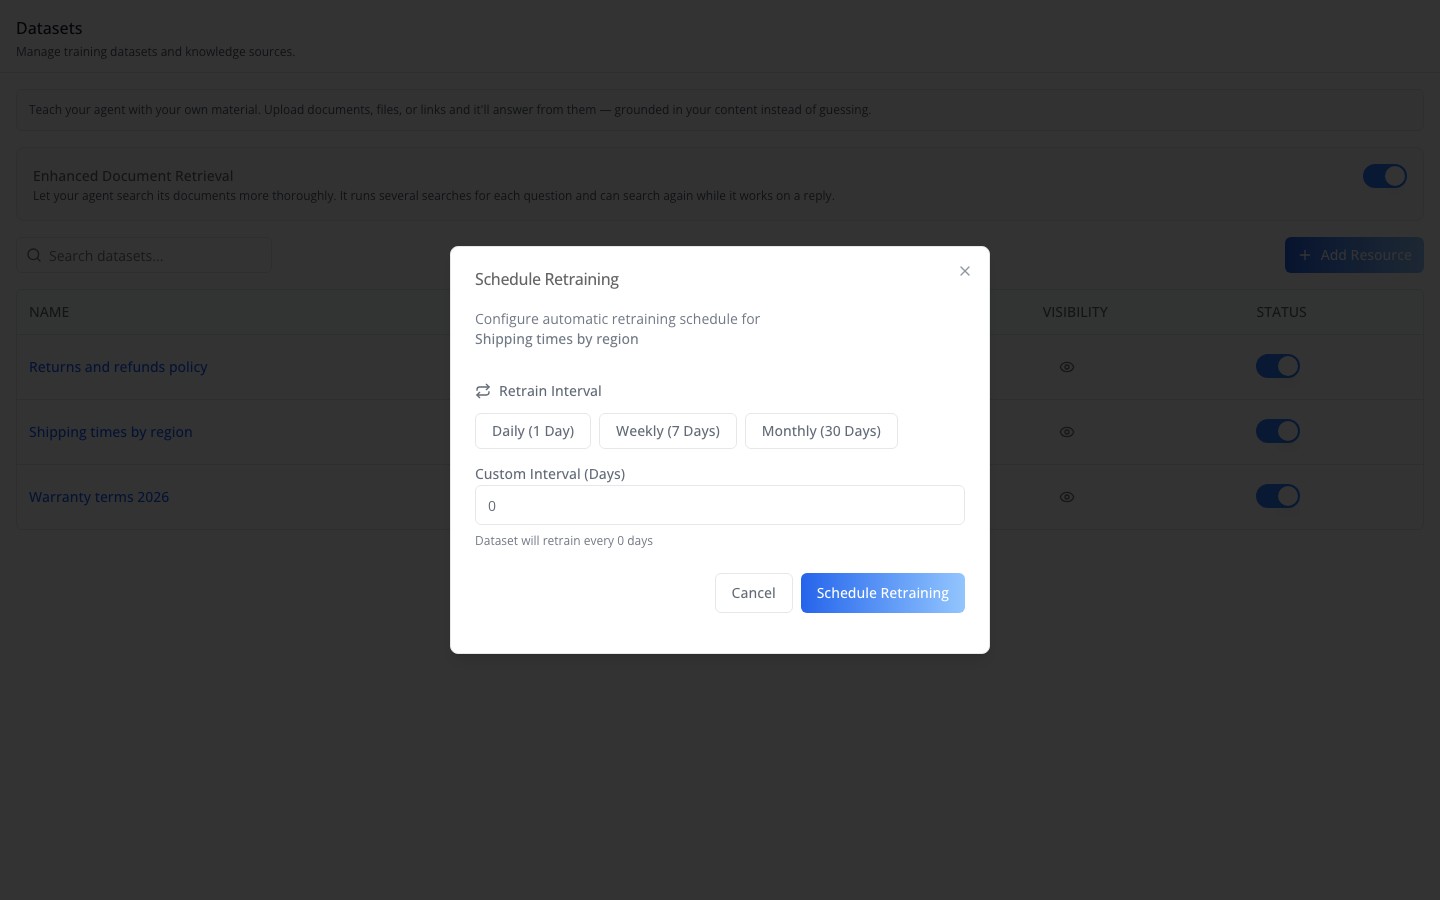 Datasets
Manage training datasets and knowledge sources.
Teach your agent with your own material. Upload documents, files, or links and it'll answer from them — grounded in your content instead of guessing.
Enhanced Document Retrieval
Let your agent search its documents more thoroughly. It runs several searches for each question and can search again while it works on a reply.
Search datasets...
Add Resource
NAME
VISIBILITY
STATUS
Returns and refunds policy
Shipping times by region
Warranty terms 2026
Schedule Retraining
Configure automatic retraining schedule for
Shipping times by region
Retrain Interval
Daily (1 Day)
Weekly (7 Days)
Monthly (30 Days)
Custom Interval (Days)
0
Dataset will retrain every 0 days
Cancel
Schedule Retraining